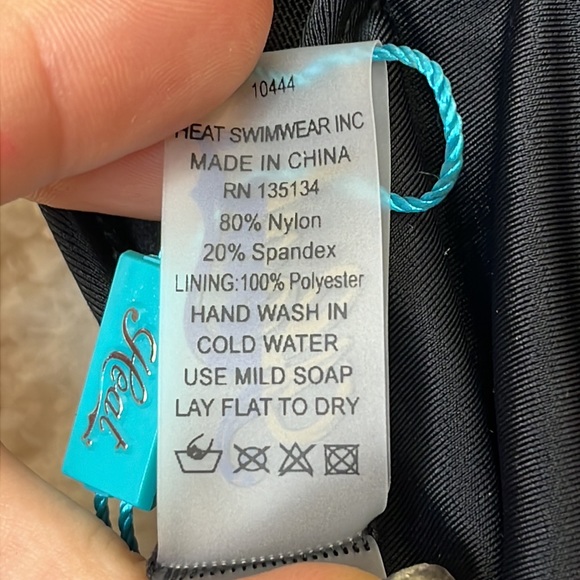 10444
HEAT SWIMWEAR INC
MADE IN CHINA
RN 135134
80% Nylon
20% Spandex
LINING:100% Polyester
HAND WASH IN
COLD WATER
USE MILD SOAP
LAY FLAT TO DRY
Heat